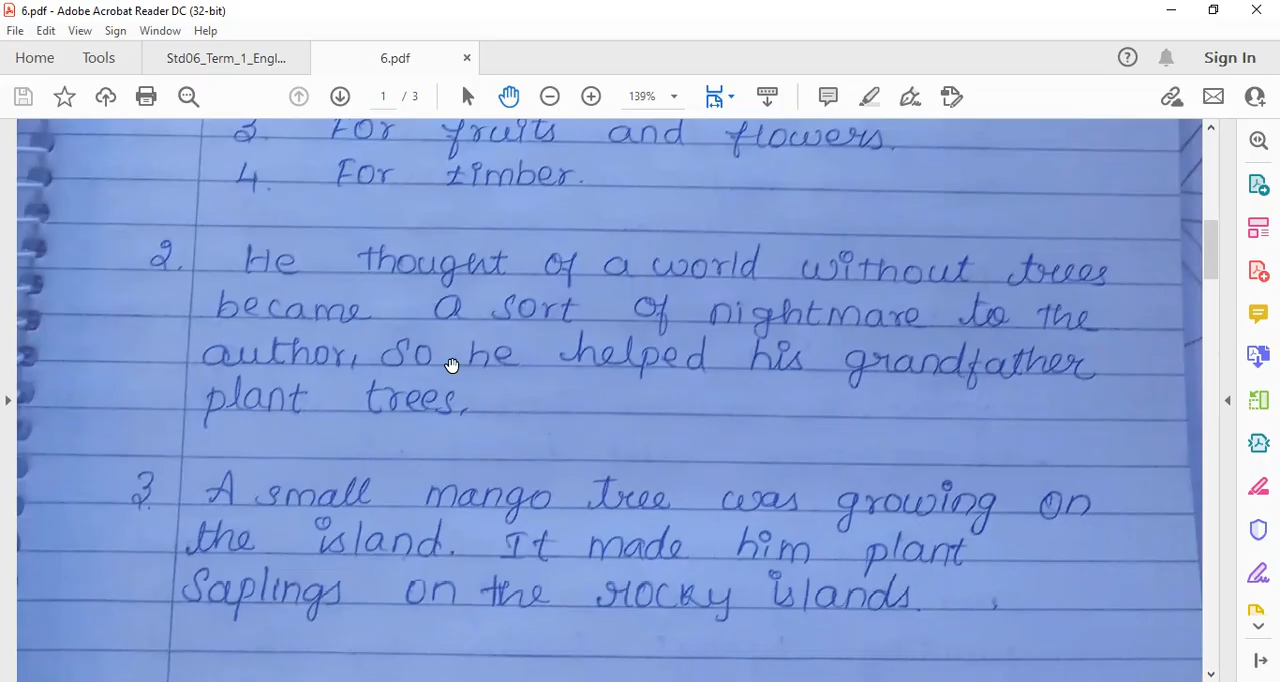 6.pdf - Adobe Acrobat Reader DC (32-bit)
File Edit View Sign Window Help
Home Tools Std06_Term_1_Engl... 6.pdf × Sign In
1 / 3 139%
3. For fruits and flowers.
4. For timber.
2. He thought of a world without trees
became a sort of nightmare to the
author, so he helped his grandfather
plant trees.
3. A small mango tree was growing on
the island. It made him plant
Saplings on the rocky islands.